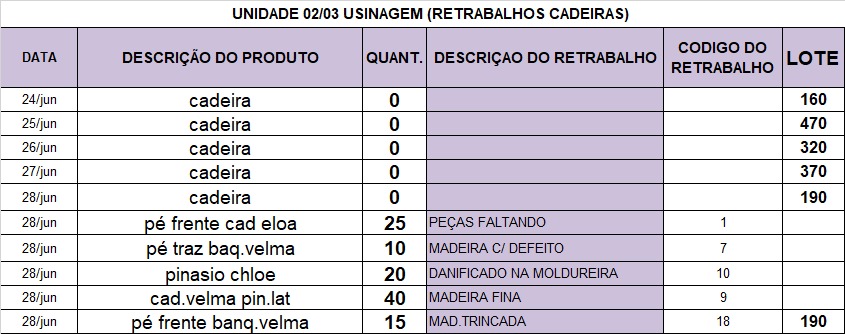 UNIDADE 02/03 USINAGEM (RETRABALHOS CADEIRAS)
DATA DESCRIÇÃO DO PRODUTO QUANT. DESCRIÇAO DO RETRABALHO CODIGO DO RETRABALHO LOTE
24/jun cadeira 0 160
25/jun cadeira 0 470
26/jun cadeira 0 320
27/jun cadeira 0 370
28/jun cadeira 0 190
28/jun pé frente cad eloa 25 PEÇAS FALTANDO 1
28/jun pé traz baq.velma 10 MADEIRA C/ DEFEITO 7
28/jun pinasio chloe 20 DANIFICADO NA MOLDUREIRA 10
28/jun cad.velma pin.lat 40 MADEIRA FINA 9
28/jun pé frente banq.velma 15 MAD.TRINCADA 18 190